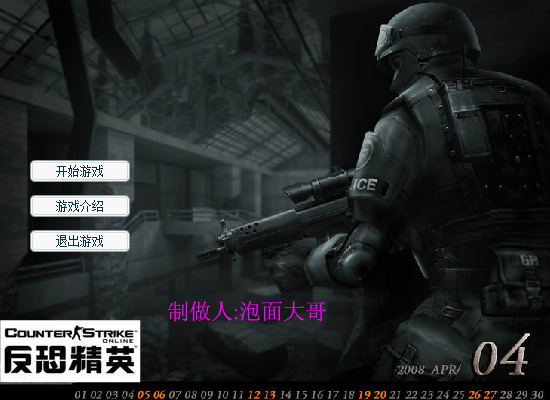 开始游戏
游戏介绍
退出游戏
ICE
GR
制做人:泡面大哥
COUNTER STRIKE
ONLINE
反恐精英
2008 APR/ 04
01 02 03 04 05 06 07 08 09 10 11 12 13 14 15 16 17 18 19 20 21 22 23 24 25 26 27 28 29 30